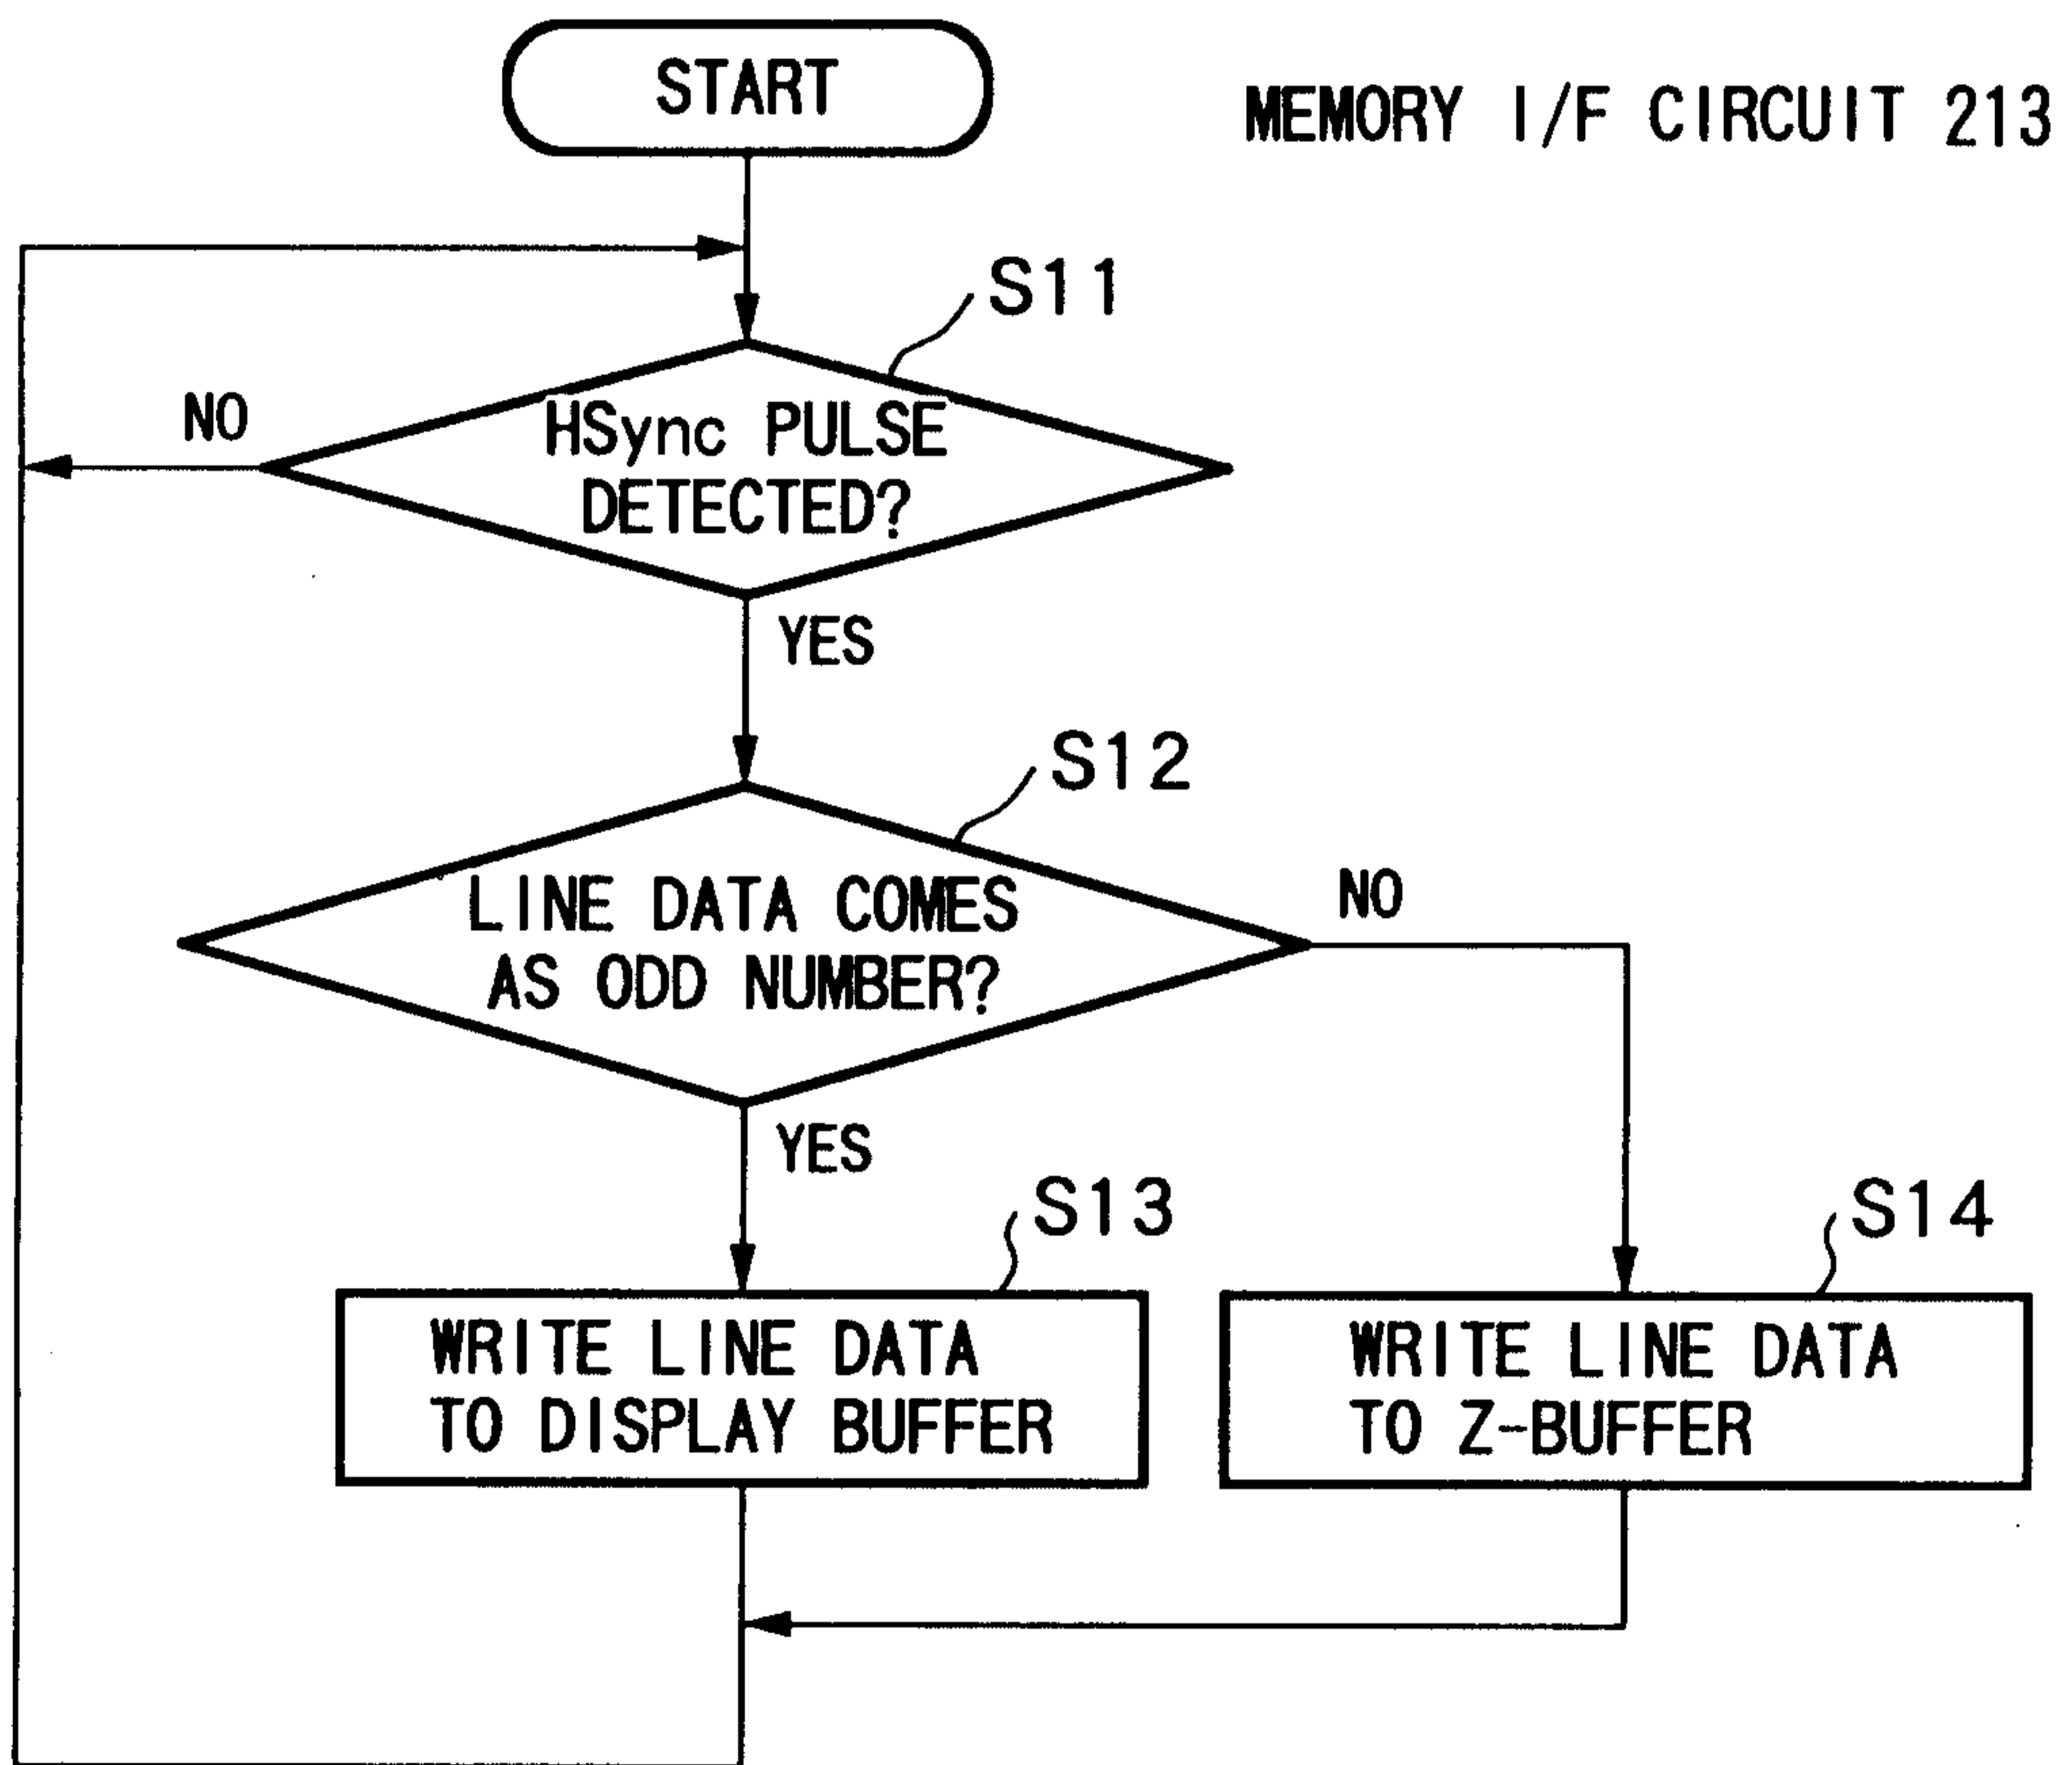 START
MEMORY I/F CIRCUIT 213
S11
NO
HSync PULSE
DETECTED?
YES
S12
LINE DATA COMES
AS ODD NUMBER?
NO
YES
S13
S14
WRITE LINE DATA
TO DISPLAY BUFFER
WRITE LINE DATA
TO Z-BUFFER